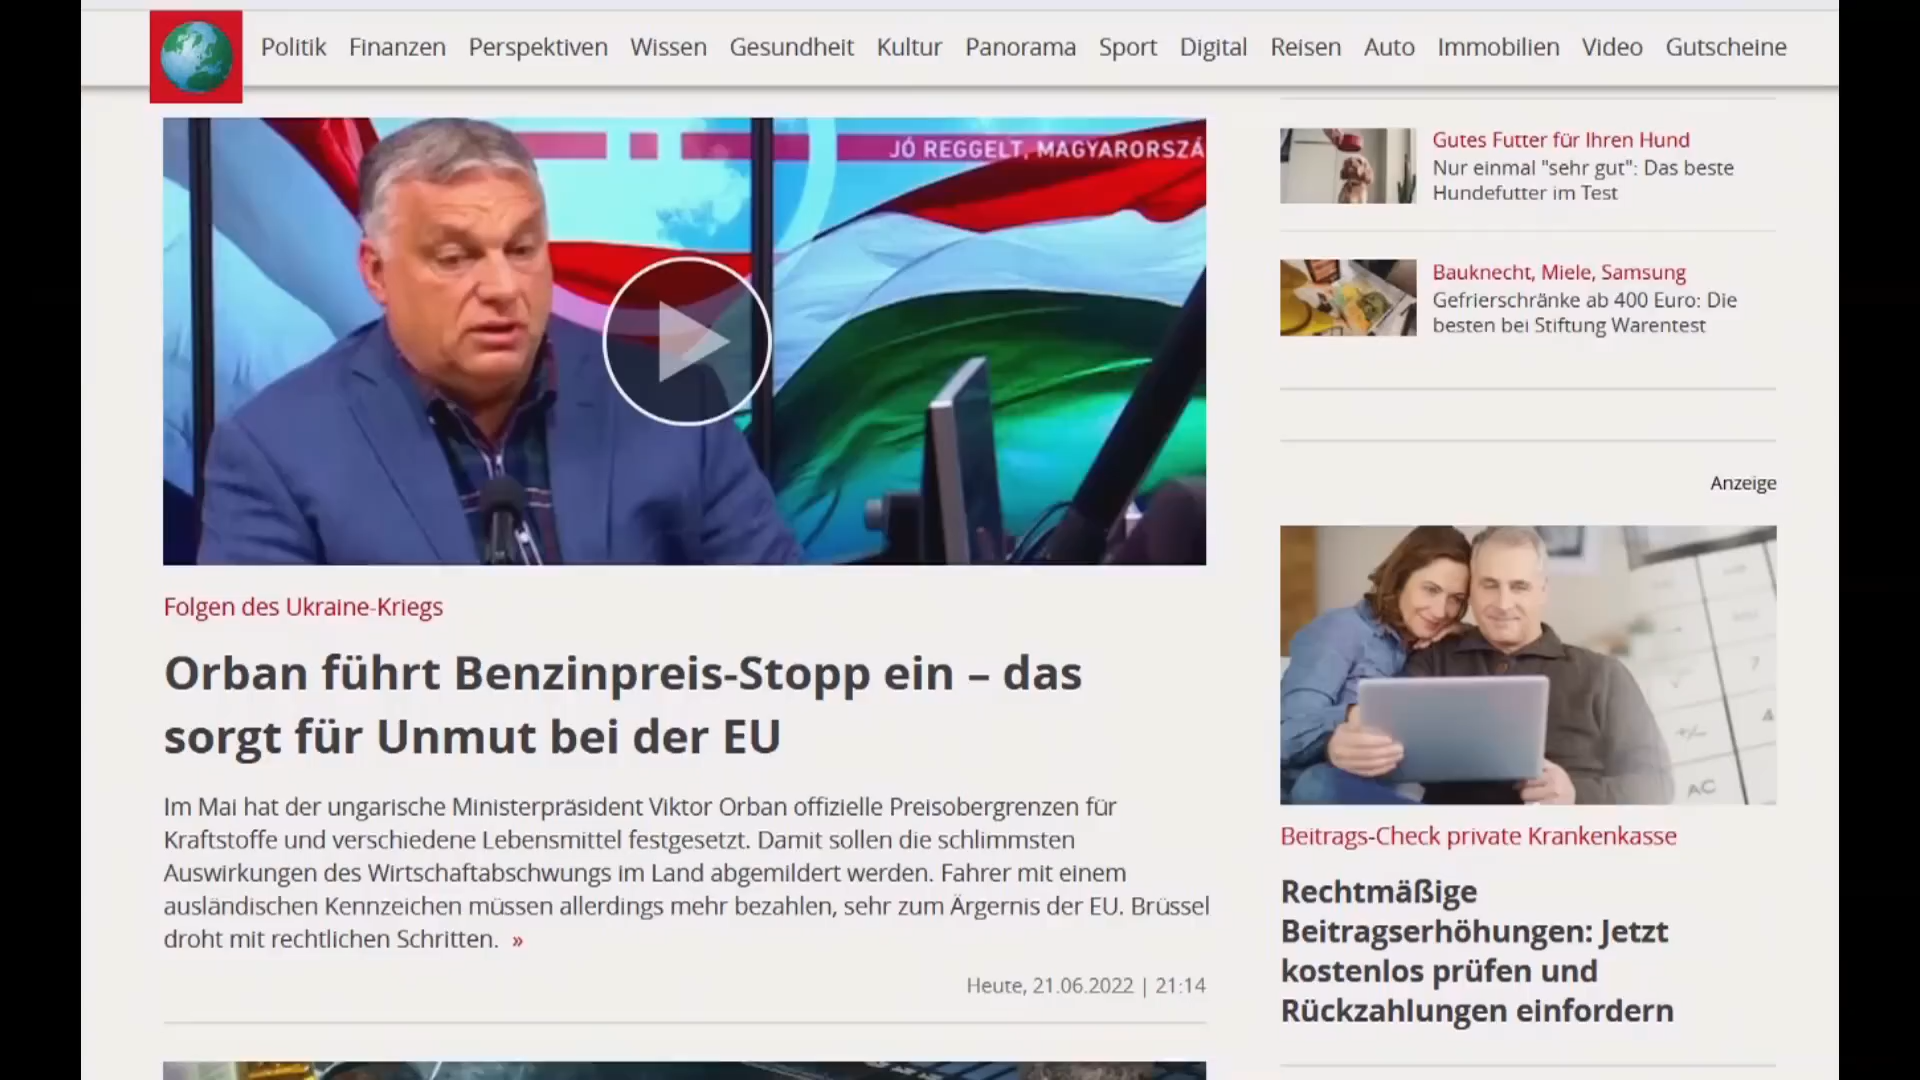 Politik Finanzen Perspektiven Wissen Gesundheit Kultur Panorama Sport Digital Reisen Auto Immobilien Video Gutscheine
JÓ REGGELT, MAGYARORSZÁ
Folgen des Ukraine-Kriegs
Orban führt Benzinpreis-Stopp ein – das
sorgt für Unmut bei der EU
Im Mai hat der ungarische Ministerpräsident Viktor Orban offizielle Preisobergrenzen für
Kraftstoffe und verschiedene Lebensmittel festgesetzt. Damit sollen die schlimmsten
Auswirkungen des Wirtschaftabschwungs im Land abgemildert werden. Fahrer mit einem
ausländischen Kennzeichen müssen allerdings mehr bezahlen, sehr zum Ärgernis der EU. Brüssel
droht mit rechtlichen Schritten. »
Heute, 21.06.2022 | 21:14
Gutes Futter für Ihren Hund
Nur einmal "sehr gut": Das beste
Hundefutter im Test
Bauknecht, Miele, Samsung
Gefrierschränke ab 400 Euro: Die
besten bei Stiftung Warentest
Anzeige
7
4
+/-
AC
Beitrags-Check private Krankenkasse
Rechtmäßige
Beitragserhöhungen: Jetzt
kostenlos prüfen und
Rückzahlungen einfordern